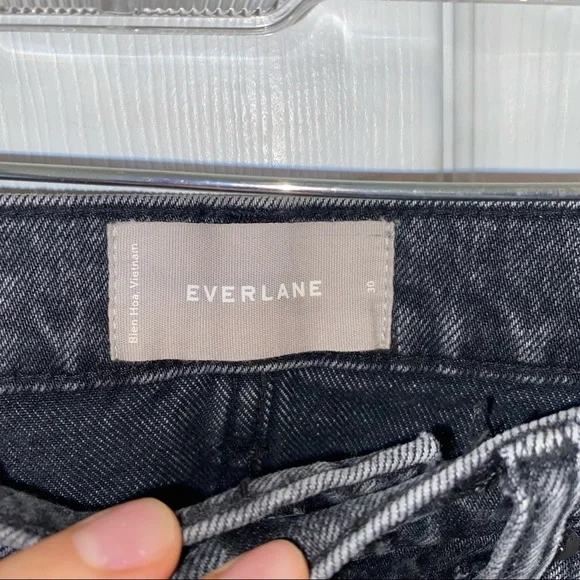 Bien Hoa, Vietnam
EVERLANE
30